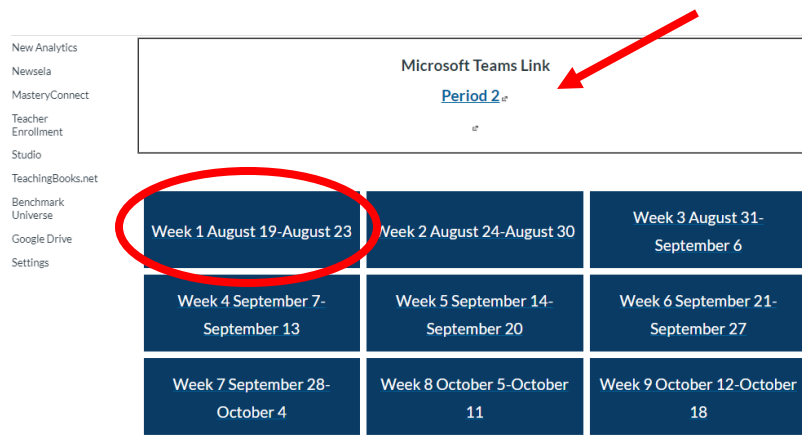 New Analytics
Newsela
MasteryConnect
Teacher
Enrollment
Studio
TeachingBooks.net
Benchmark
Universe
Google Drive
Settings
Microsoft Teams Link
Period 2
Week 1 August 19-August 23
Week 2 August 24-August 30
Week 3 August 31-
September 6
Week 4 September 7-
September 13
Week 5 September 14-
September 20
Week 6 September 21-
September 27
Week 7 September 28-
October 4
Week 8 October 5-October
11
Week 9 October 12-October
18